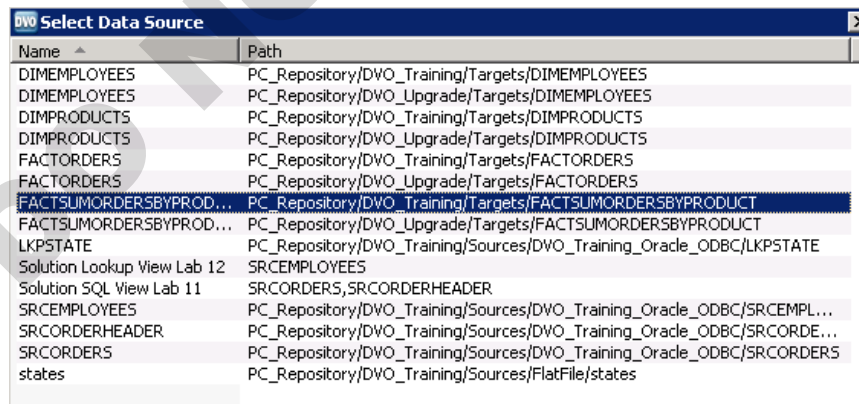 DVO Select Data Source
Name Path
DIMEMPLOYEES PC_Repository/DVO_Training/Targets/DIMEMPLOYEES
DIMEMPLOYEES PC_Repository/DVO_Upgrade/Targets/DIMEMPLOYEES
DIMPRODUCTS PC_Repository/DVO_Training/Targets/DIMPRODUCTS
DIMPRODUCTS PC_Repository/DVO_Upgrade/Targets/DIMPRODUCTS
FACTORDERS PC_Repository/DVO_Training/Targets/FACTORDERS
FACTORDERS PC_Repository/DVO_Upgrade/Targets/FACTORDERS
FACTSUMORDERSBYPROD... PC_Repository/DVO_Training/Targets/FACTSUMORDERSBYPRODUCT
FACTSUMORDERSBYPROD... PC_Repository/DVO_Upgrade/Targets/FACTSUMORDERSBYPRODUCT
LKPSTATE PC_Repository/DVO_Training/Sources/DVO_Training_Oracle_ODBC/LKPSTATE
Solution Lookup View Lab 12 SRCEMPLOYEES
Solution SQL View Lab 11 SRCORDERS,SRCORDERHEADER
SRCEMPLOYEES PC_Repository/DVO_Training/Sources/DVO_Training_Oracle_ODBC/SRCEMPL...
SRCORDERHEADER PC_Repository/DVO_Training/Sources/DVO_Training_Oracle_ODBC/SRCORDE...
SRCORDERS PC_Repository/DVO_Training/Sources/DVO_Training_Oracle_ODBC/SRCORDERS
states PC_Repository/DVO_Training/Sources/FlatFile/states